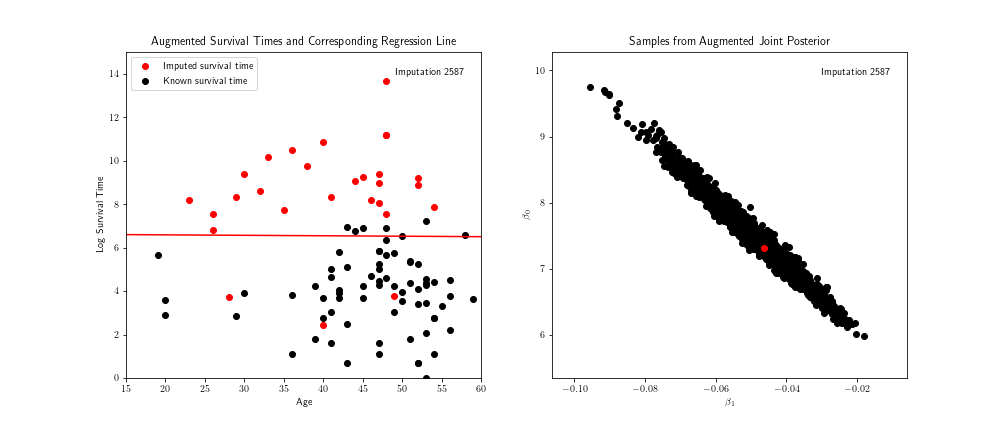 Augmented Survival Times and Corresponding Regression Line
Imputed survival time
Known survival time
Imputation 2587
Log Survival Time
14
12
10
8
6
4
2
0
15 20 25 30 35 40 45 50 55 60
Age
Samples from Augmented Joint Posterior
Imputation 2587
β0
10
9
8
7
6
−0.10 −0.08 −0.06 −0.04 −0.02
β1